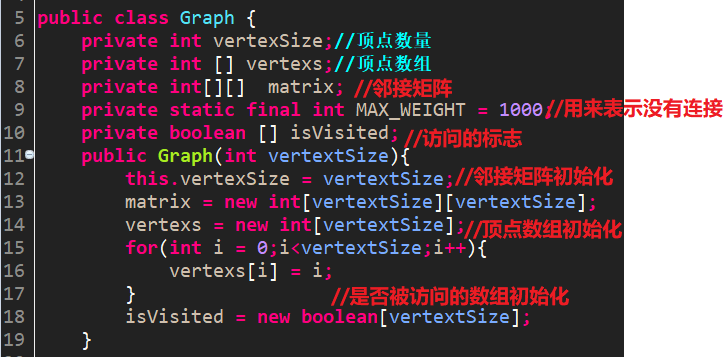 5 public class Graph {
6 private int vertexSize;//顶点数量
7 private int [] vertexs;//顶点数组
8 private int[][] matrix; //邻接矩阵
9 private static final int MAX_WEIGHT = 1000;//用来表示没有连接
10 private boolean [] isVisited;//访问的标志
11 public Graph(int vertextSize){
12 this.vertexSize = vertextSize;//邻接矩阵初始化
13 matrix = new int[vertextSize][vertextSize];
14 vertexs = new int[vertextSize];//顶点数组初始化
15 for(int i = 0;i<vertextSize;i++){
16 vertexs[i] = i;
17 } //是否被访问的数组初始化
18 isVisited = new boolean[vertextSize];
19 }